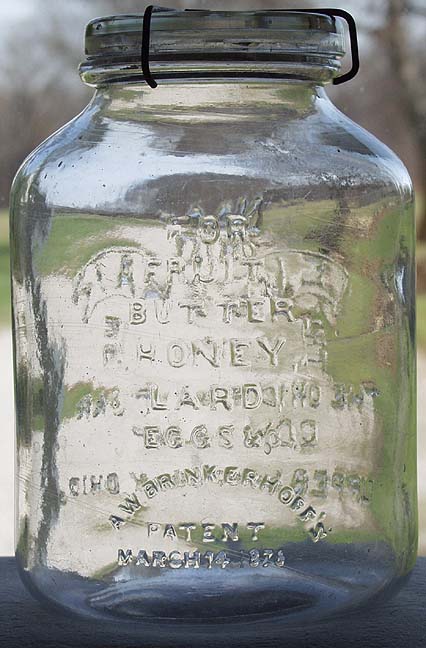 FOR
FRUIT
BUTTER
HONEY
LARD
EGGS &
A.W.BRINKERHOFF'S
PATENT
MARCH 14. 1876